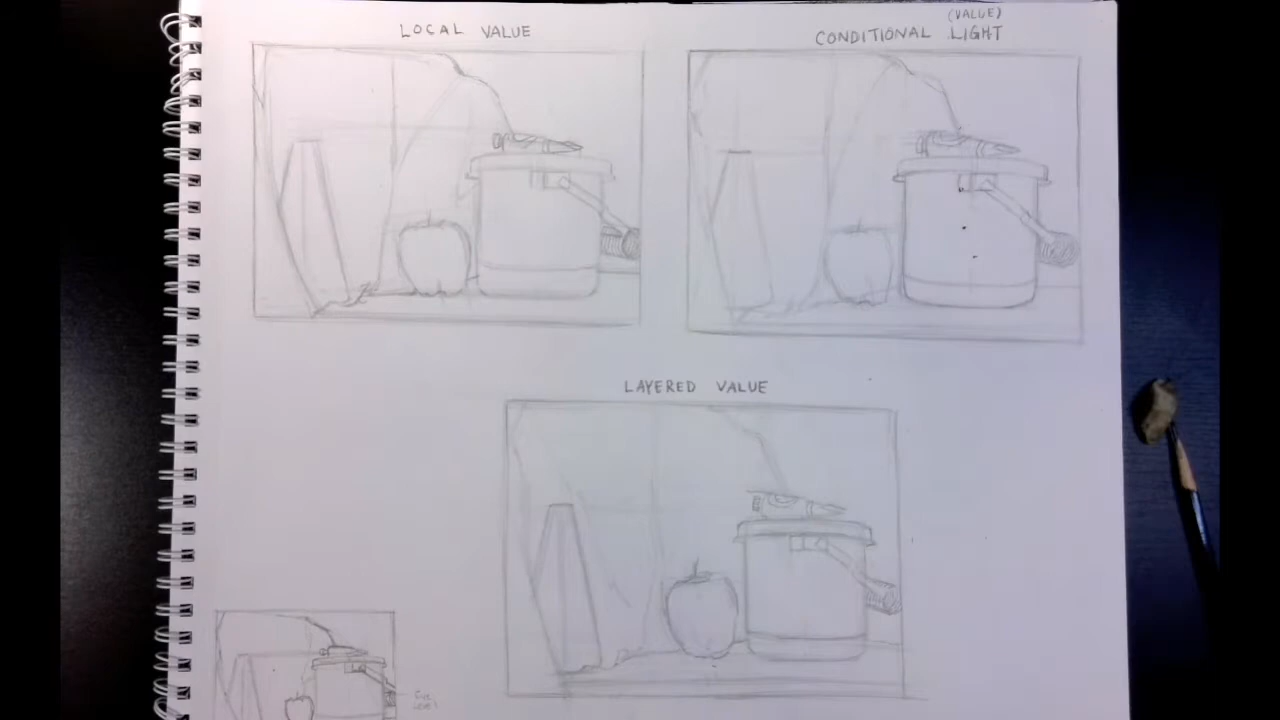 LOCAL VALUE
(VALUE)
CONDITIONAL LIGHT
LAYERED VALUE